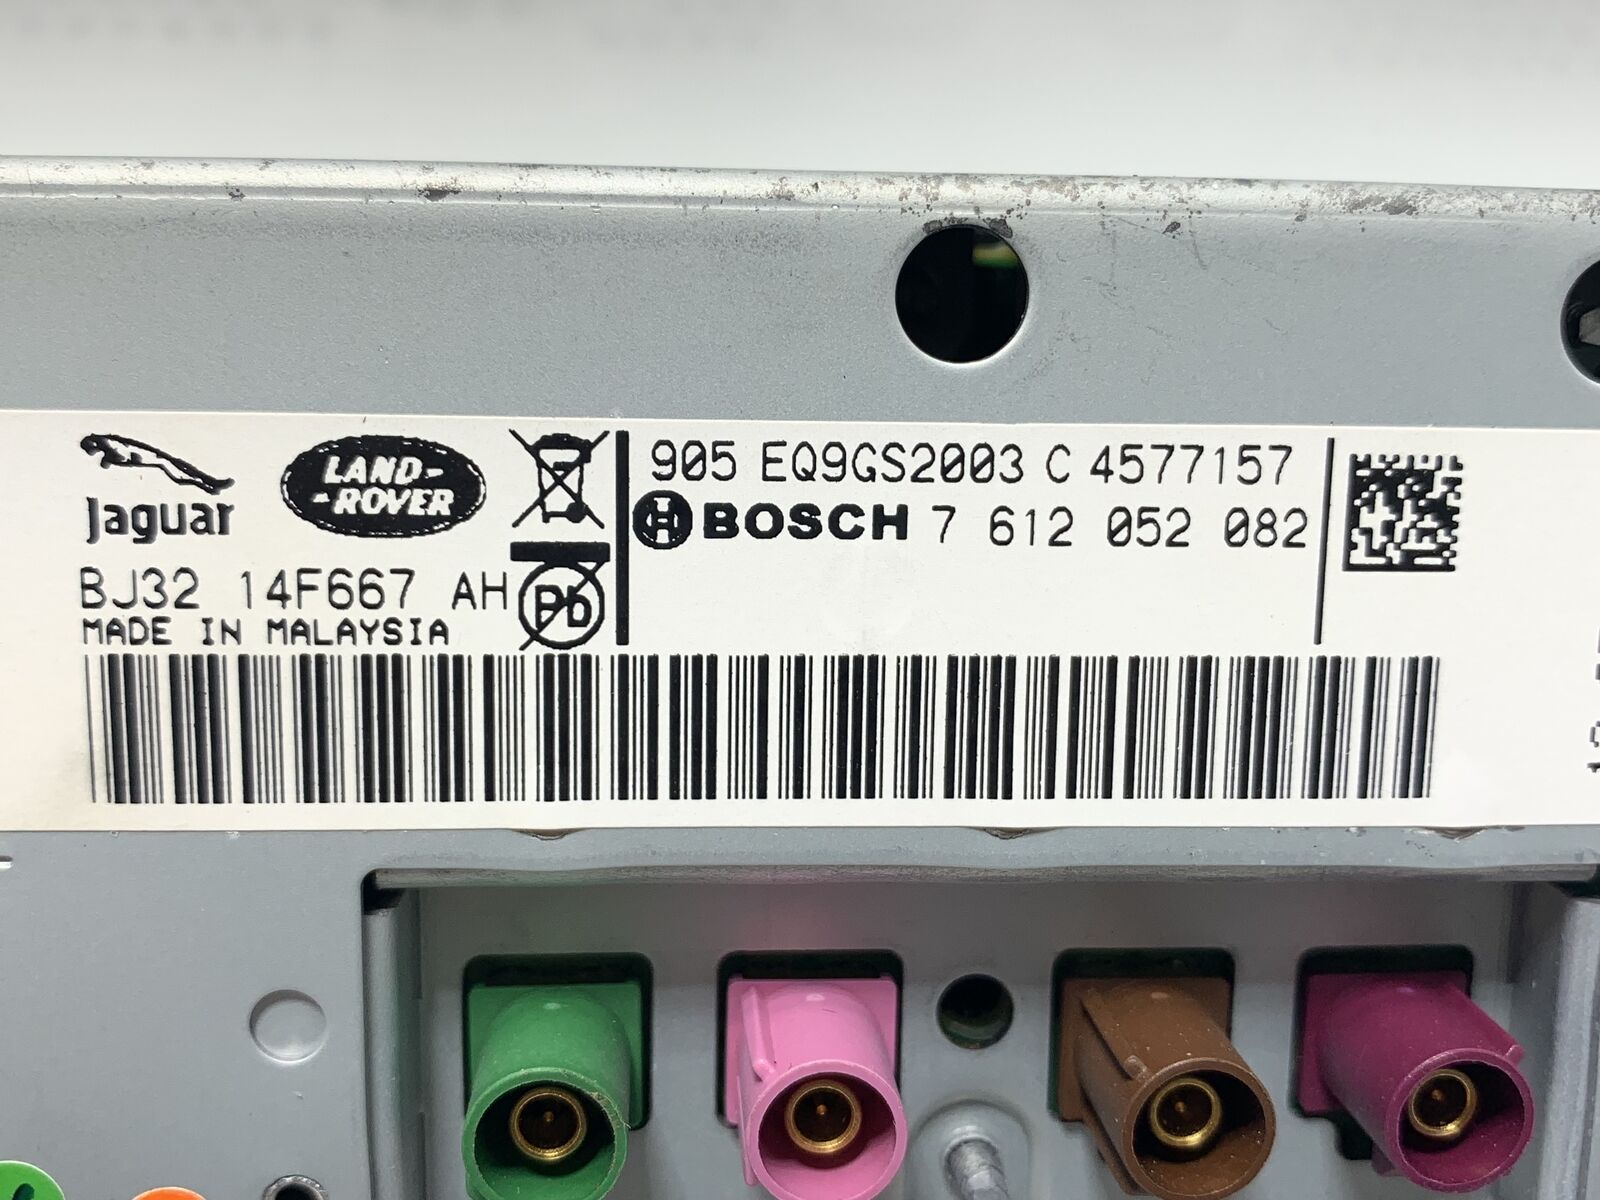 Jaguar
LAND-
-ROVER
BJ32 14F667 AH
Pb
MADE IN MALAYSIA
905 EQ9GS2003 C 4577157
BOSCH 7 612 052 082